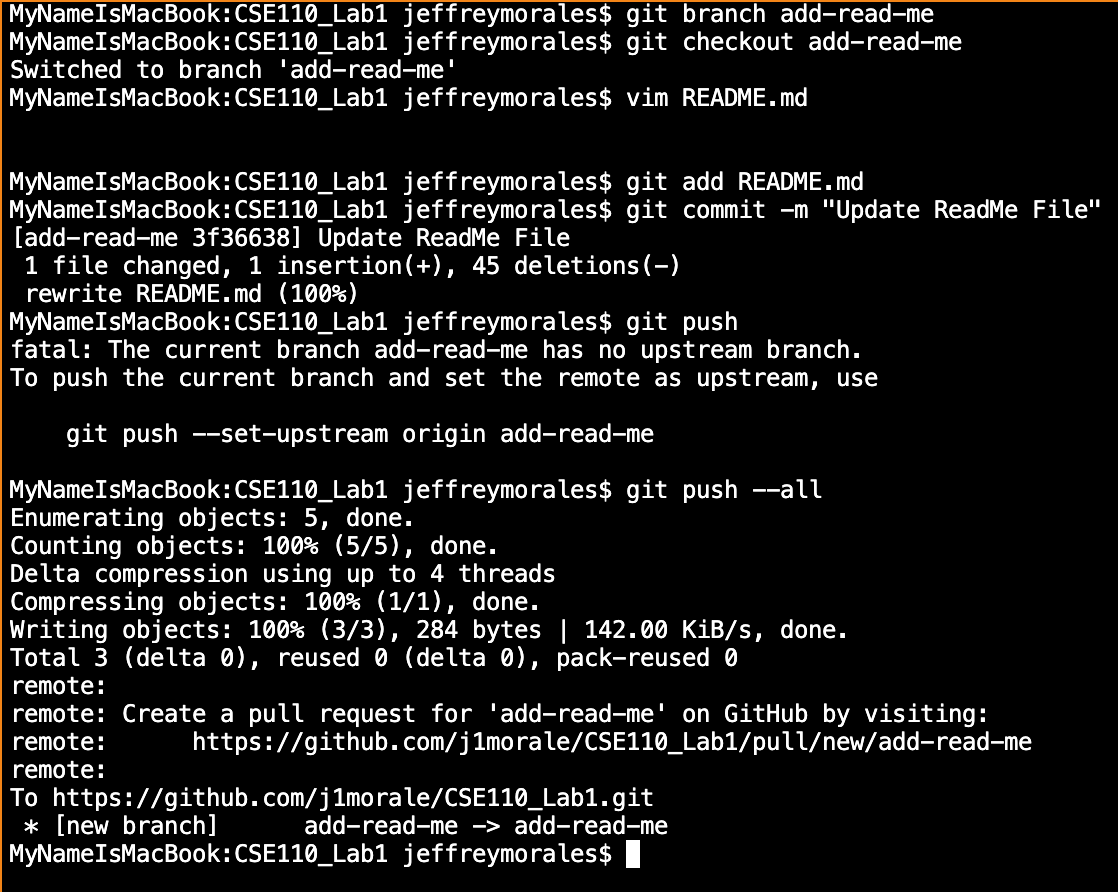 MyNameIsMacBook:CSE110_Lab1 jeffreymorales$ git branch add-read-me
MyNameIsMacBook:CSE110_Lab1 jeffreymorales$ git checkout add-read-me
Switched to branch 'add-read-me'
MyNameIsMacBook:CSE110_Lab1 jeffreymorales$ vim README.md
MyNameIsMacBook:CSE110_Lab1 jeffreymorales$ git add README.md
MyNameIsMacBook:CSE110_Lab1 jeffreymorales$ git commit -m "Update ReadMe File"
[add-read-me 3f36638] Update ReadMe File
 1 file changed, 1 insertion(+), 45 deletions(-)
 rewrite README.md (100%)
MyNameIsMacBook:CSE110_Lab1 jeffreymorales$ git push
fatal: The current branch add-read-me has no upstream branch.
To push the current branch and set the remote as upstream, use
    git push --set-upstream origin add-read-me
MyNameIsMacBook:CSE110_Lab1 jeffreymorales$ git push --all
Enumerating objects: 5, done.
Counting objects: 100% (5/5), done.
Delta compression using up to 4 threads
Compressing objects: 100% (1/1), done.
Writing objects: 100% (3/3), 284 bytes | 142.00 KiB/s, done.
Total 3 (delta 0), reused 0 (delta 0), pack-reused 0
remote:
remote: Create a pull request for 'add-read-me' on GitHub by visiting:
remote:      https://github.com/j1morale/CSE110_Lab1/pull/new/add-read-me
remote:
To https://github.com/j1morale/CSE110_Lab1.git
 * [new branch]      add-read-me -> add-read-me
MyNameIsMacBook:CSE110_Lab1 jeffreymorales$